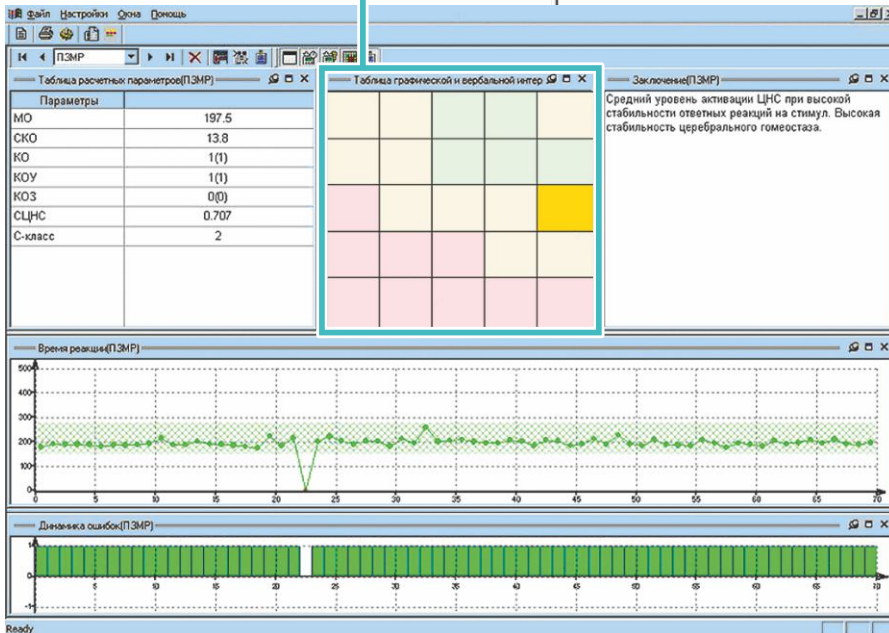 Файл Настройки Окна Помощь
ПЗМР
Таблица расчетных параметров(ПЗМР)
Параметры
МО 197.5
СКО 13.8
КО 1(1)
КОУ 1(1)
КОЗ 0(0)
СЦНС 0.707
С-класс 2
Таблица графической и вербальной интер
Заключение(ПЗМР)
Средний уровень активации ЦНС при высокой
стабильности ответных реакций на стимул. Высокая
стабильность церебрального гомеостаза.
Время реакции(ПЗМР)
500
400
300
200
100
0
0 5 10 15 20 25 30 35 40 45 50 55 60 65 70
Динамика ошибок(ПЗМР)
1
0
-1
5 10 15 20 25 30 35 40 45 50 55 60 65 70
Ready